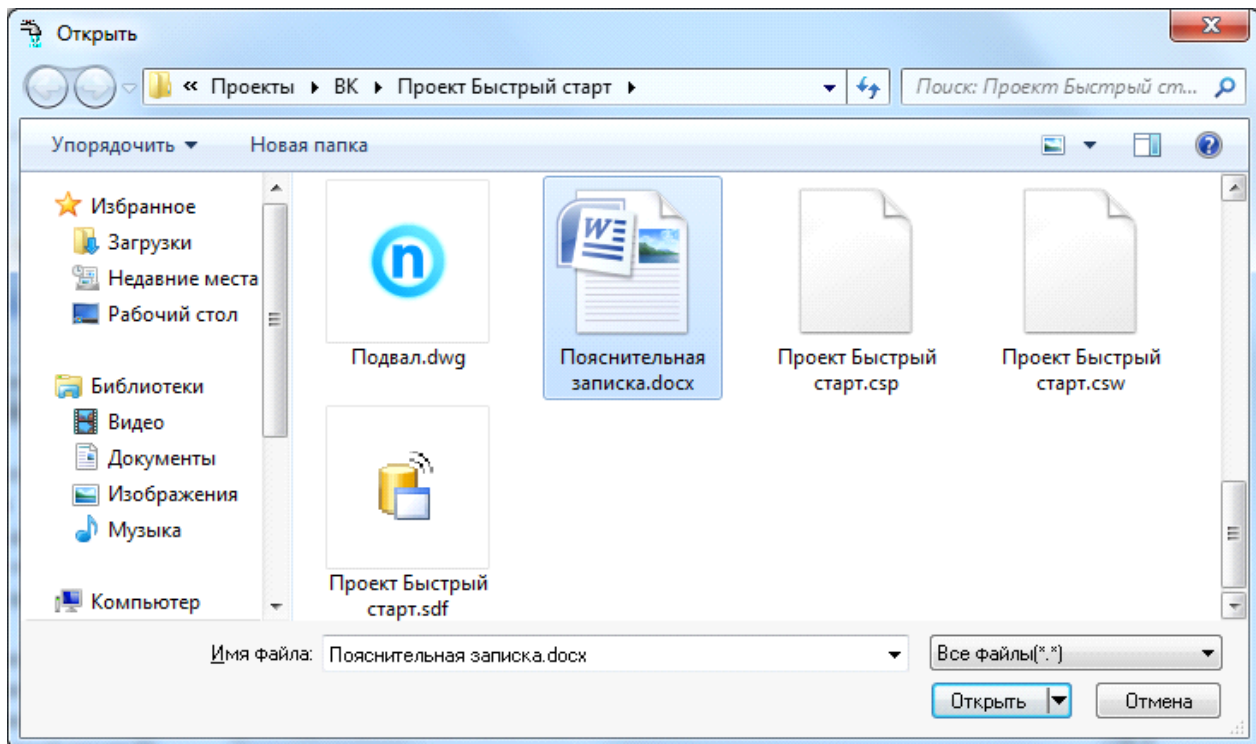 Открыть
« Проекты ▸ ВК ▸ Проект Быстрый старт ▸
Поиск: Проект Быстрый ст...
Упорядочить
Новая папка
Избранное
Загрузки
Недавние места
Рабочий стол
Библиотеки
Видео
Документы
Изображения
Музыка
Компьютер
Подвал.dwg
Пояснительная
записка.docx
Проект Быстрый
старт.csp
Проект Быстрый
старт.csw
Проект Быстрый
старт.sdf
Имя файла:
Пояснительная записка.docx
Все файлы(*.*)
Открыть
Отмена